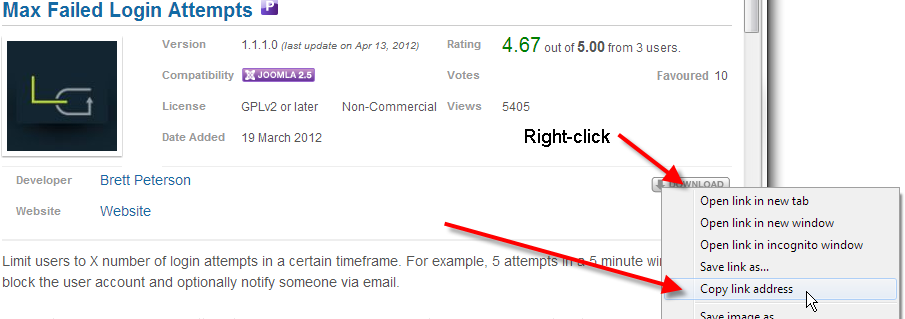 Max Failed Login Attempts P
Version 1.1.1.0 (last update on Apr 13, 2012) Rating 4.67 out of 5.00 from 3 users.
Compatibility JOOMLA 2.5 Votes Favoured 10
License GPLv2 or later Non-Commercial Views 5405
Date Added 19 March 2012
Right-click
Developer Brett Peterson DOWNLOAD
Website Website
Open link in new tab
Open link in new window
Open link in incognito window
Save link as...
Copy link address
Save image as
Limit users to X number of login attempts in a certain timeframe. For example, 5 attempts in a 5 minute wi
block the user account and optionally notify someone via email.